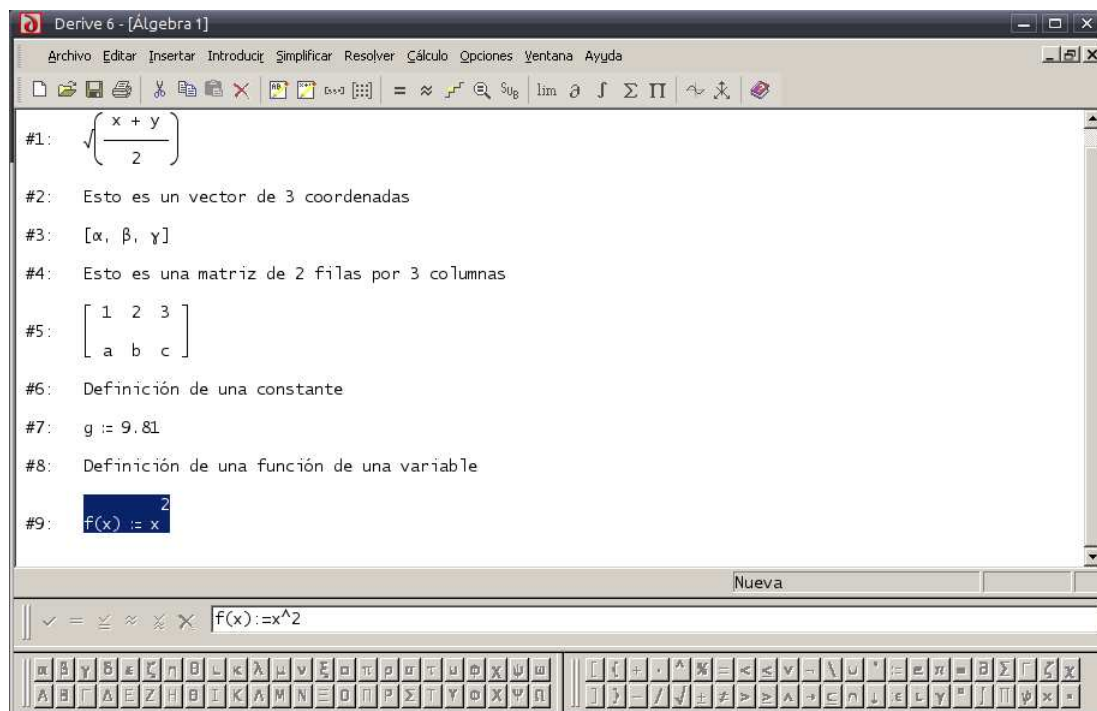 Derive 6 - [Álgebra 1]
Archivo Editar Insertar Introducir Simplificar Resolver Cálculo Opciones Ventana Ayuda
= ≈ Sub lim ∂ ∫ Σ Π
#1: √((x + y)/2)
#2: Esto es un vector de 3 coordenadas
#3: [α, β, γ]
#4: Esto es una matriz de 2 filas por 3 columnas
#5: [1 2 3
a b c]
#6: Definición de una constante
#7: g := 9.81
#8: Definición de una función de una variable
#9: f(x) := x²
Nueva
f(x):=x^2
α β γ δ ε ζ η θ ι κ λ μ ν ξ ο π ρ σ τ υ φ χ ψ ω
Α Β Γ Δ Ε Ζ Η Θ Ι Κ Λ Μ Ν Ξ Ο Π Ρ Σ Τ Υ Φ Χ Ψ Ω